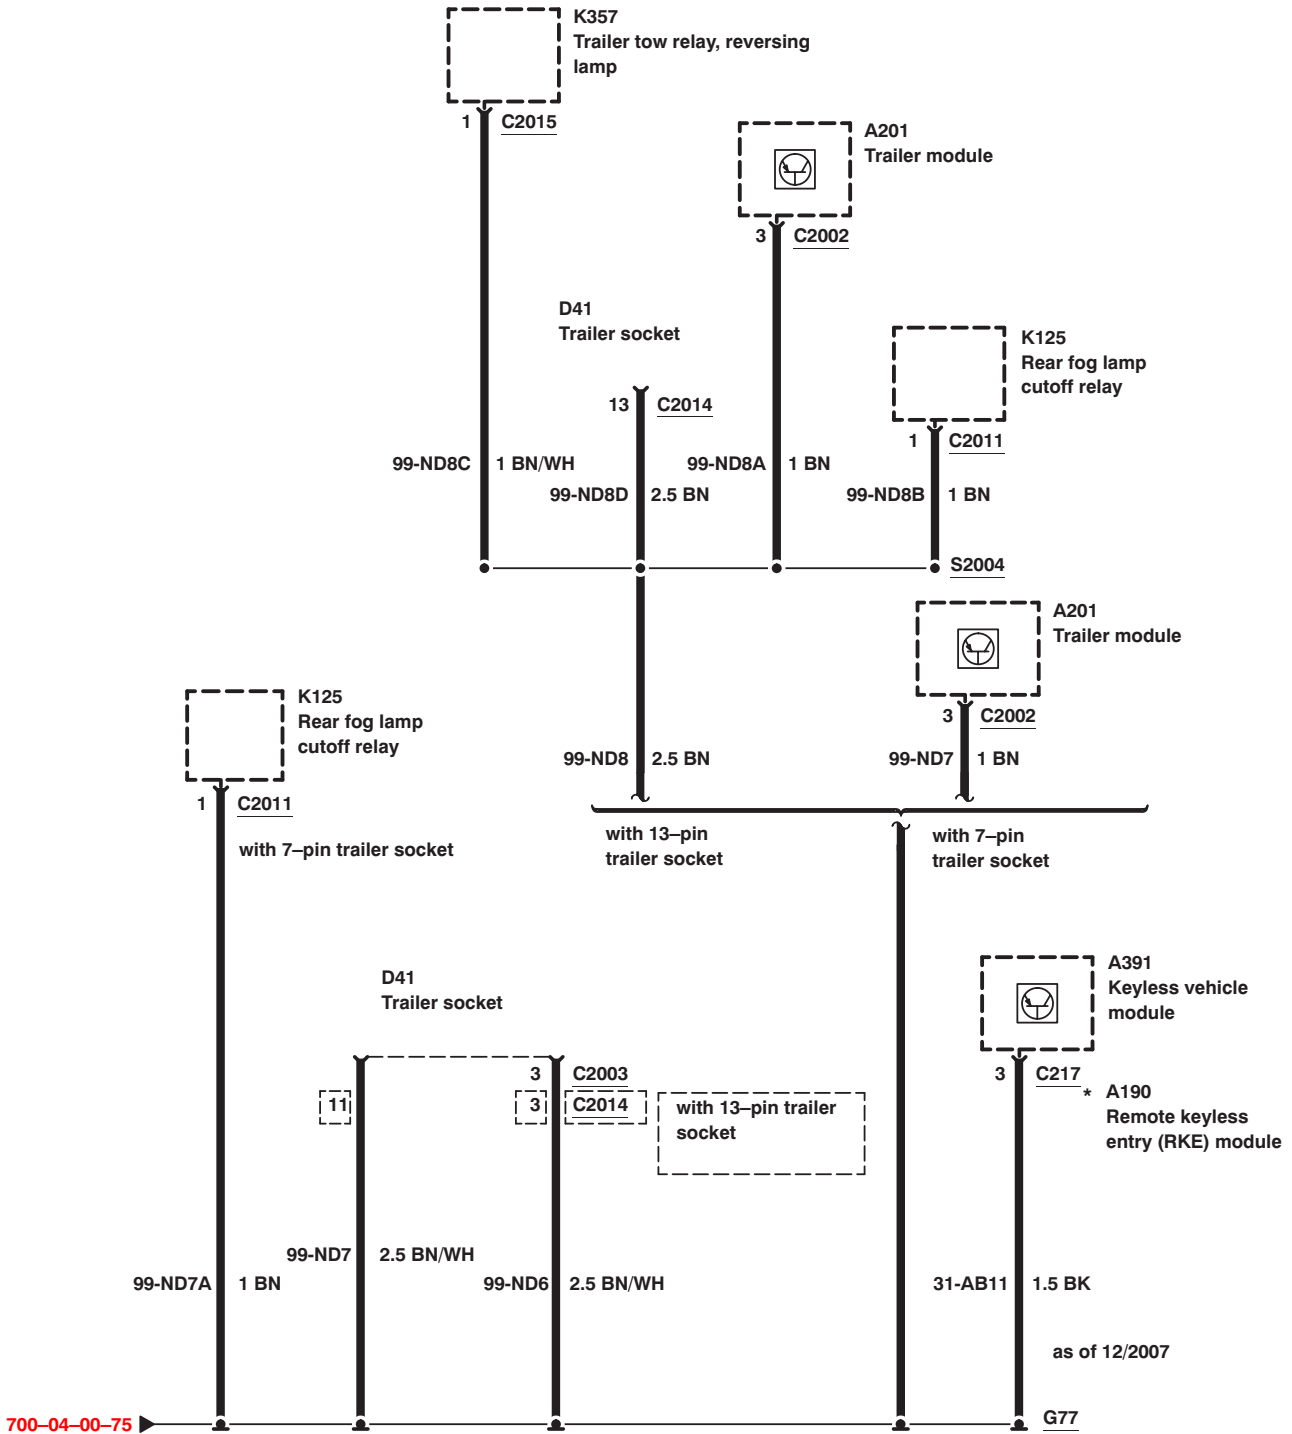 K357
Trailer tow relay, reversing
lamp
1 C2015
A201
Trailer module
3 C2002
D41
Trailer socket
K125
Rear fog lamp
cutoff relay
13 C2014
1 C2011
99-ND8C 1 BN/WH
99-ND8A 1 BN
99-ND8D 2.5 BN
99-ND8B 1 BN
S2004
A201
Trailer module
K125
Rear fog lamp
cutoff relay
3 C2002
99-ND8 2.5 BN
99-ND7 1 BN
1 C2011
with 7–pin trailer socket
with 13–pin
trailer socket
with 7–pin
trailer socket
D41
Trailer socket
A391
Keyless vehicle
module
3 C2003
3 C217
11
3 C2014
with 13–pin trailer
socket
* A190
Remote keyless
entry (RKE) module
99-ND7 2.5 BN/WH
99-ND7A 1 BN
99-ND6 2.5 BN/WH
31-AB11 1.5 BK
as of 12/2007
700–04–00–75
G77